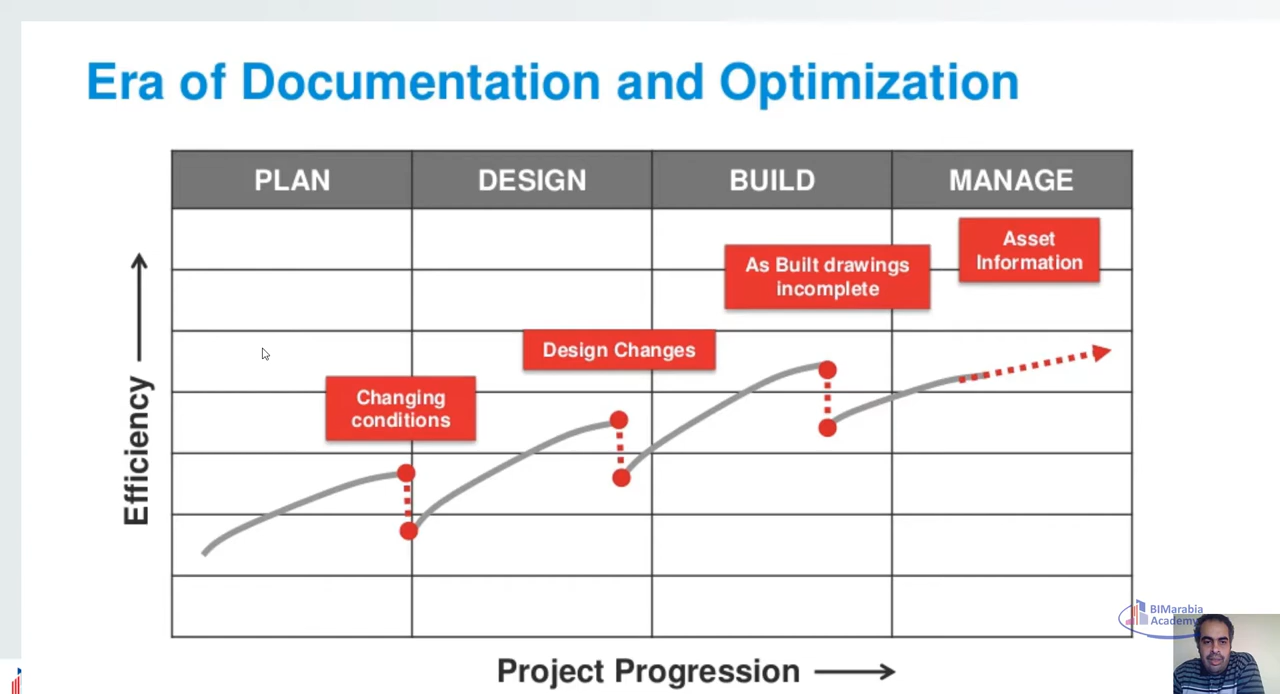 Era of Documentation and Optimization
PLAN
DESIGN
BUILD
MANAGE
Asset
Information
As Built drawings
incomplete
Design Changes
Changing
conditions
Efficiency
Project Progression
BIMarabia
Academy